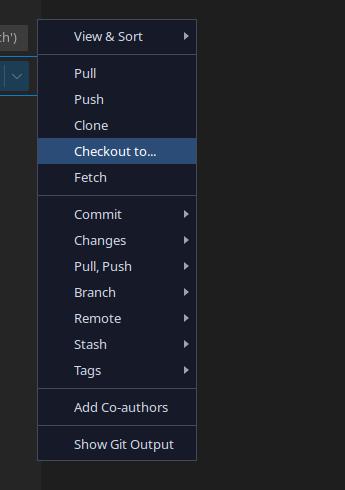 ch')
View & Sort
Pull
Push
Clone
Checkout to...
Fetch
Commit
Changes
Pull, Push
Branch
Remote
Stash
Tags
Add Co-authors
Show Git Output